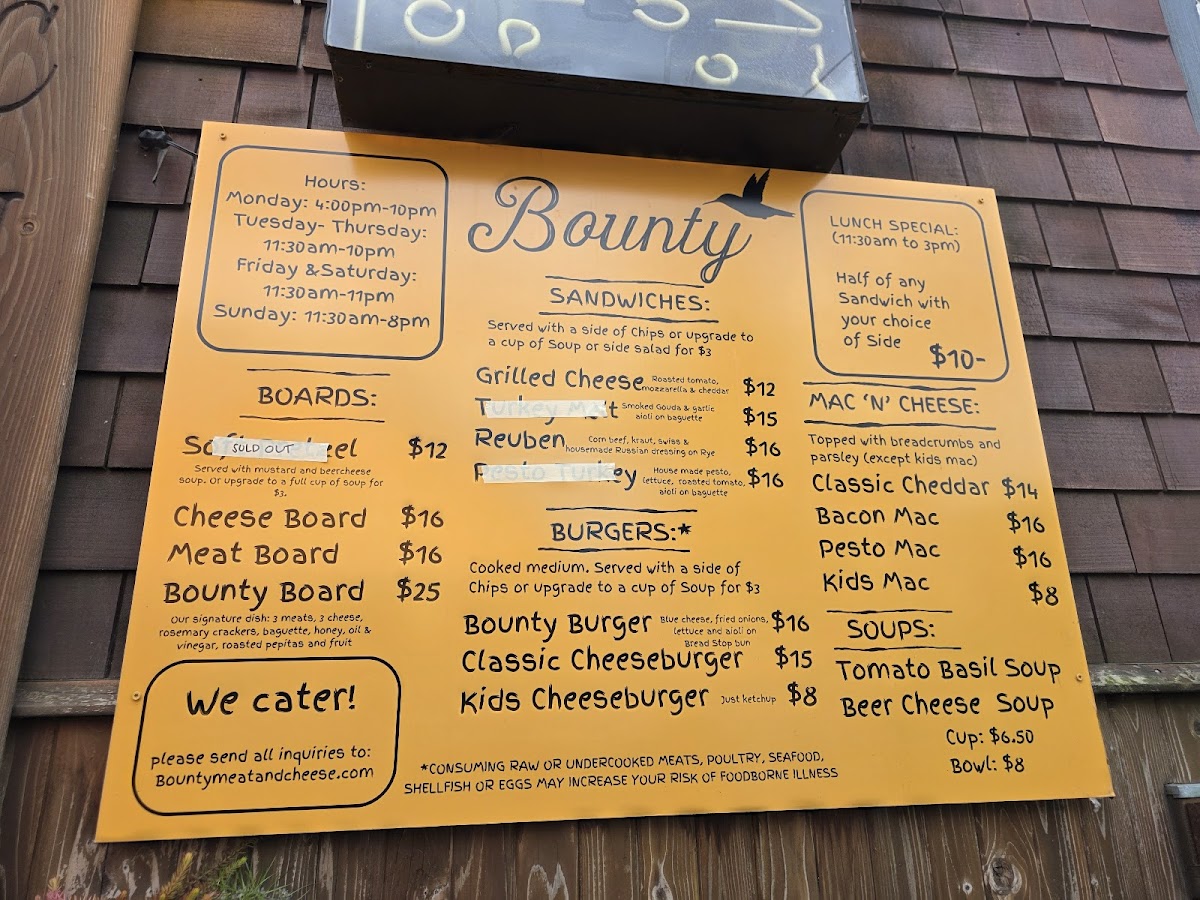 Hours:
Monday: 4:00pm-10pm
Tuesday- Thursday:
11:30am-10pm
Friday &Saturday:
11:30am-11pm
Sunday: 11:30am-8pm
BOARDS:
SOLD OUT
$12
Served with mustard and beercheese
soup. Or upgrade to a full cup of soup for
$3.
Cheese Board $16
Meat Board $16
Bounty Board $25
Our signature dish: 3 meats, 3 cheese,
rosemary crackers, baguette, honey, oil &
vinegar, roasted pepitas and fruit
We cater!
please send all inquiries to:
Bountymeatandcheese.com
Bounty
SANDWICHES:
Served with a side of Chips or upgrade to
a cup of Soup or side salad for $3
Grilled Cheese Roasted tomato,
mozzarella & cheddar $12
Turkey Melt Smoked Gouda & garlic
aioli on baguette $15
Reuben Corn beef, kraut, swiss &
housemade Russian dressing on Rye $16
Pesto Turkey House made pesto,
lettuce, roasted tomato,
aioli on baguette $16
BURGERS:*
Cooked medium. Served with a side of
Chips or upgrade to a cup of Soup for $3
Bounty Burger Blue cheese, fried onions,
lettuce and aioli on
Bread Stop bun $16
Classic Cheeseburger $15
Kids Cheeseburger Just ketchup $8
*CONSUMING RAW OR UNDERCOOKED MEATS, POULTRY, SEAFOOD,
SHELLFISH OR EGGS MAY INCREASE YOUR RISK OF FOODBORNE ILLNESS
LUNCH SPECIAL:
(11:30am to 3pm)
Half of any
Sandwich with
your choice
of Side
$10-
MAC 'N' CHEESE:
Topped with breadcrumbs and
parsley (except kids mac)
Classic Cheddar $14
Bacon Mac $16
Pesto Mac $16
Kids Mac $8
SOUPS:
Tomato Basil Soup
Beer Cheese Soup
Cup: $6.50
Bowl: $8